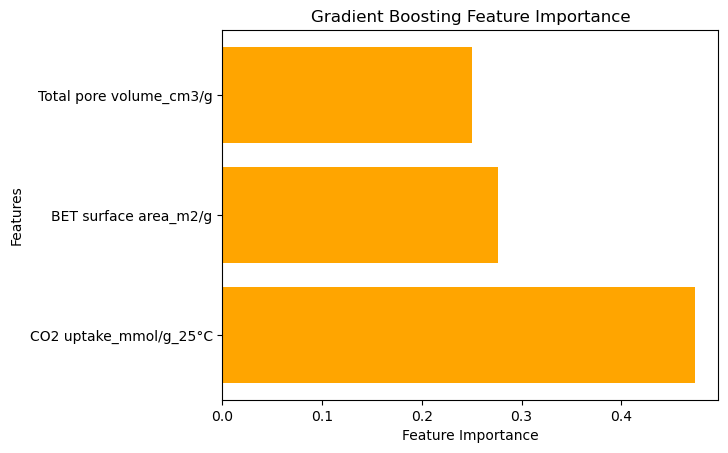 Gradient Boosting Feature Importance
Total pore volume_cm3/g
BET surface area_m2/g
CO2 uptake_mmol/g_25°C
Features
0.0 0.1 0.2 0.3 0.4
Feature Importance